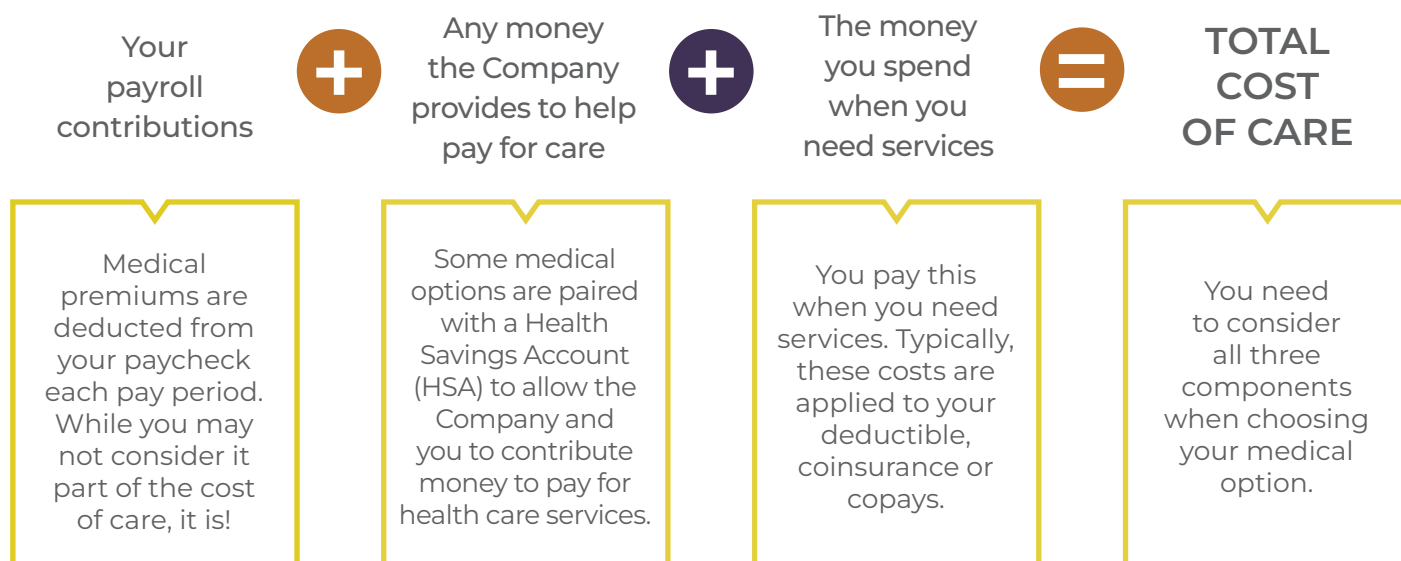 Your
payroll
contributions
+
Any money
the Company
provides to help
pay for care
+
The money
you spend
when you
need services
=
TOTAL
COST
OF CARE
Medical
premiums are
deducted from
your paycheck
each pay period.
While you may
not consider it
part of the cost
of care, it is!
Some medical
options are paired
with a Health
Savings Account
(HSA) to allow the
Company and
you to contribute
money to pay for
health care services.
You pay this
when you need
services. Typically,
these costs are
applied to your
deductible,
coinsurance or
copays.
You need
to consider
all three
components
when choosing
your medical
option.